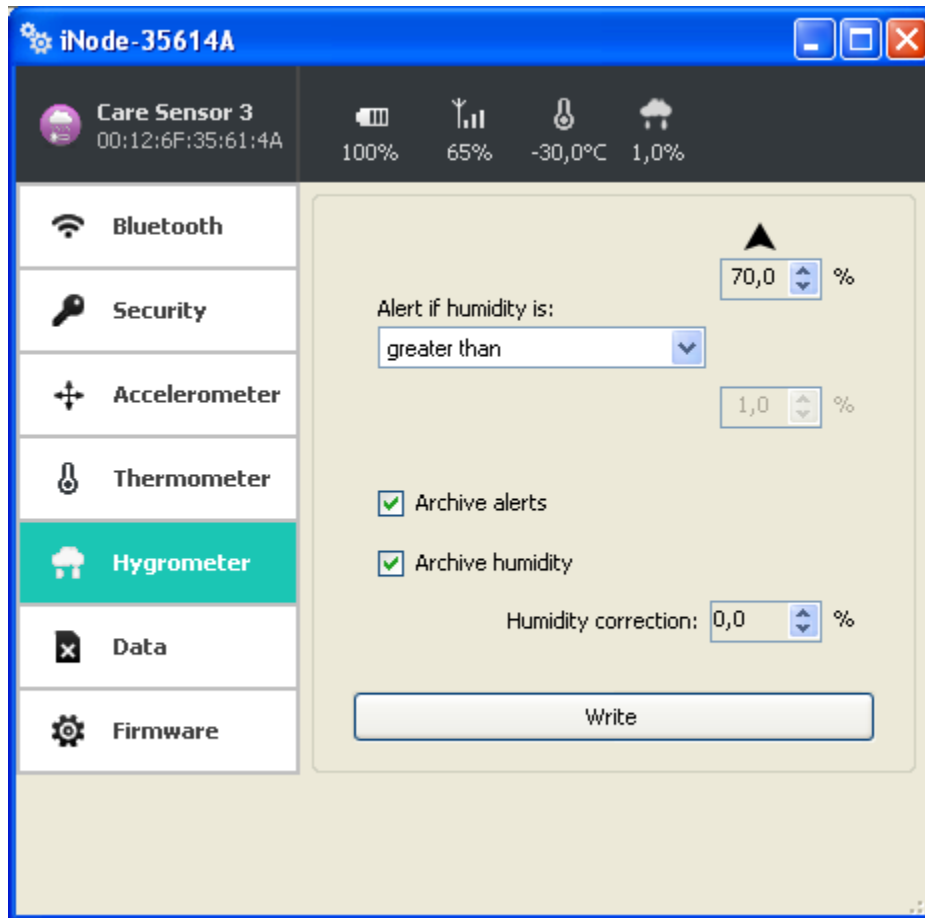 iNode-35614A
Care Sensor 3
00:12:6F:35:61:4A
100% 65% -30,0°C 1,0%
Bluetooth
Security
Accelerometer
Thermometer
Hygrometer
Data
Firmware
70,0 %
Alert if humidity is:
greater than
1,0 %
Archive alerts
Archive humidity
Humidity correction: 0,0 %
Write